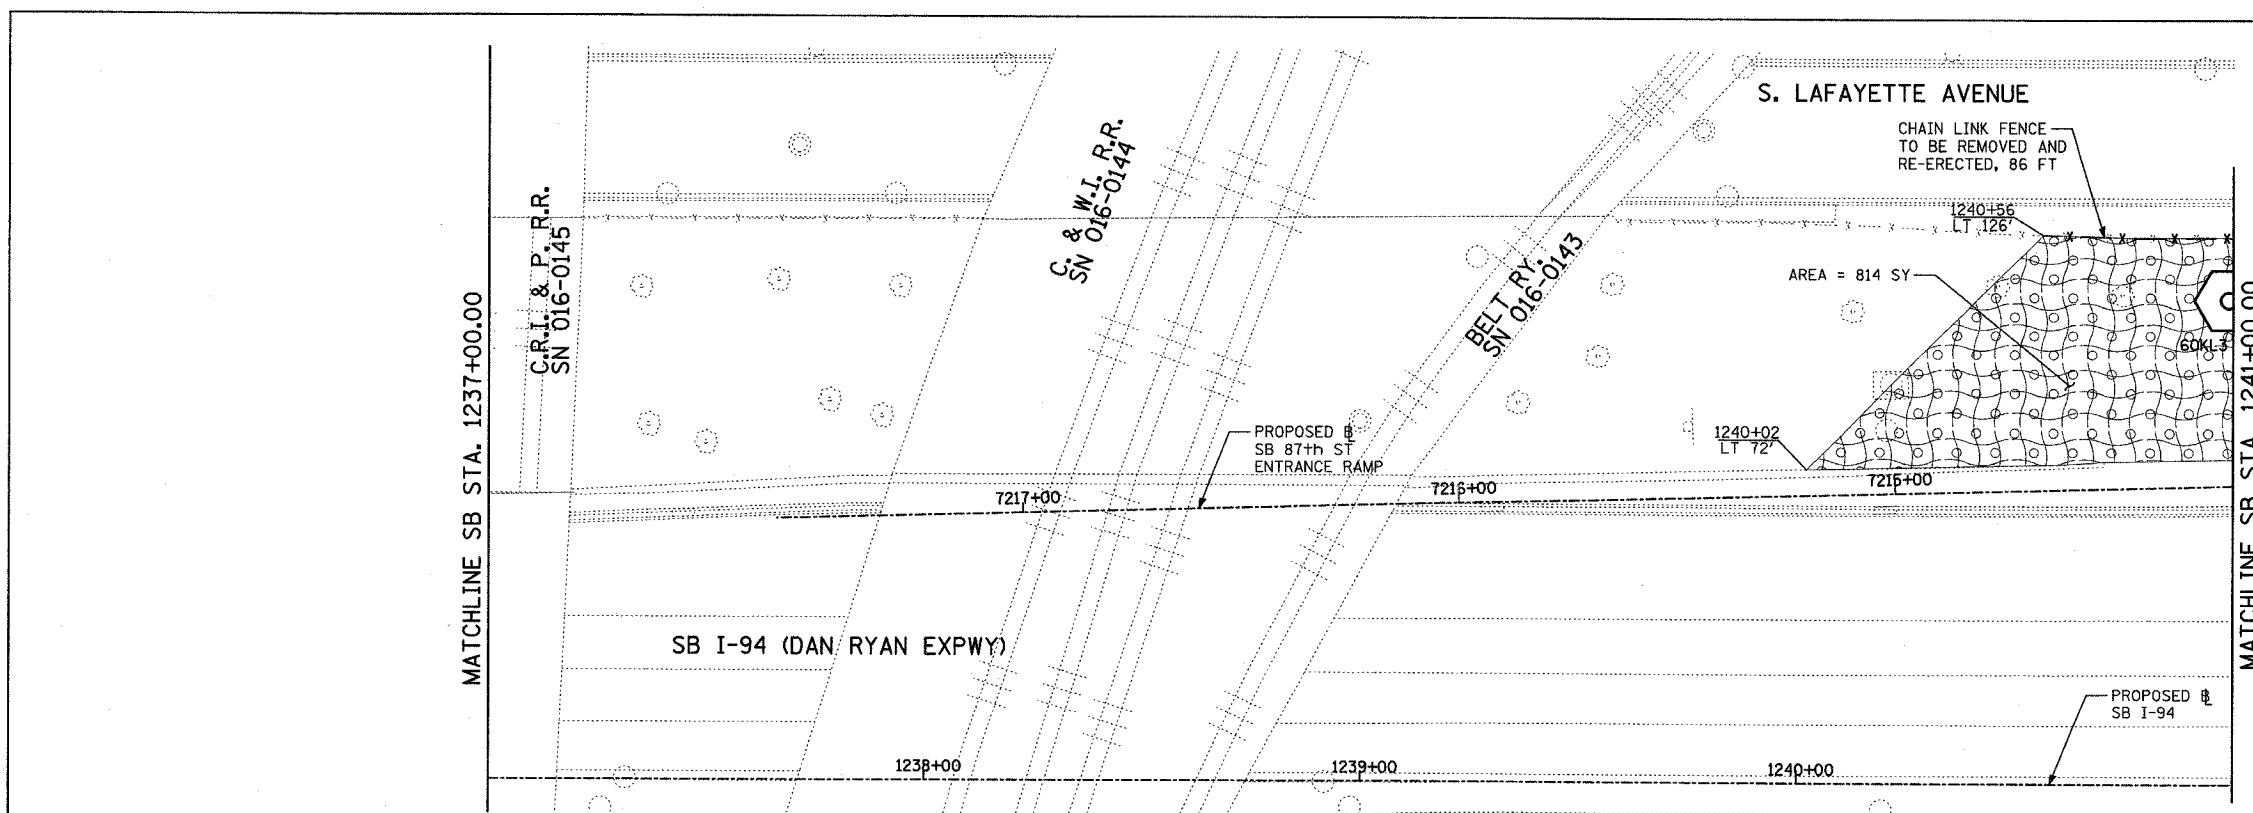 S. LAFAYETTE AVENUE
CHAIN LINK FENCE
TO BE REMOVED AND
RE-ERECTED, 86 FT
1240+56
LT 126'
AREA = 814 SY
1240+02
LT 72'
60KL3
C.R.I. & P. R.R.
SN 016-0145
C. & W.I. R.R.
SN 016-0144
BELT RY.
SN 016-0143
MATCHLINE SB STA. 1237+00.00
MATCHLINE SB STA. 1241+00.00
PROPOSED B
SB 87th ST
ENTRANCE RAMP
7217+00
7216+00
7215+00
SB I-94 (DAN RYAN EXPWY)
PROPOSED B
SB I-94
1238+00
1239+00
1240+00